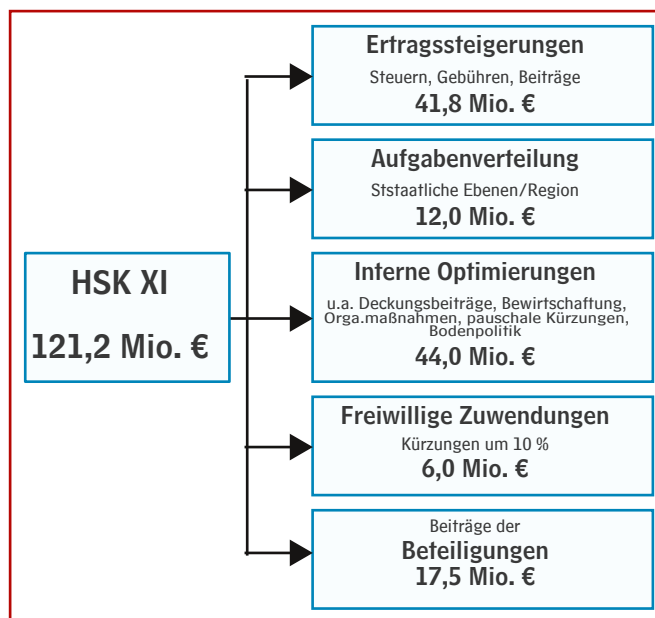 Ertragssteigerungen
Steuern, Gebühren, Beiträge
41,8 Mio. €
Aufgabenverteilung
Ststaatliche Ebenen/Region
12,0 Mio. €
HSK XI
121,2 Mio. €
Interne Optimierungen
u.a. Deckungsbeiträge, Bewirtschaftung,
Orga.maßnahmen, pauschale Kürzungen,
Bodenpolitik
44,0 Mio. €
Freiwillige Zuwendungen
Kürzungen um 10 %
6,0 Mio. €
Beiträge der
Beteiligungen
17,5 Mio. €